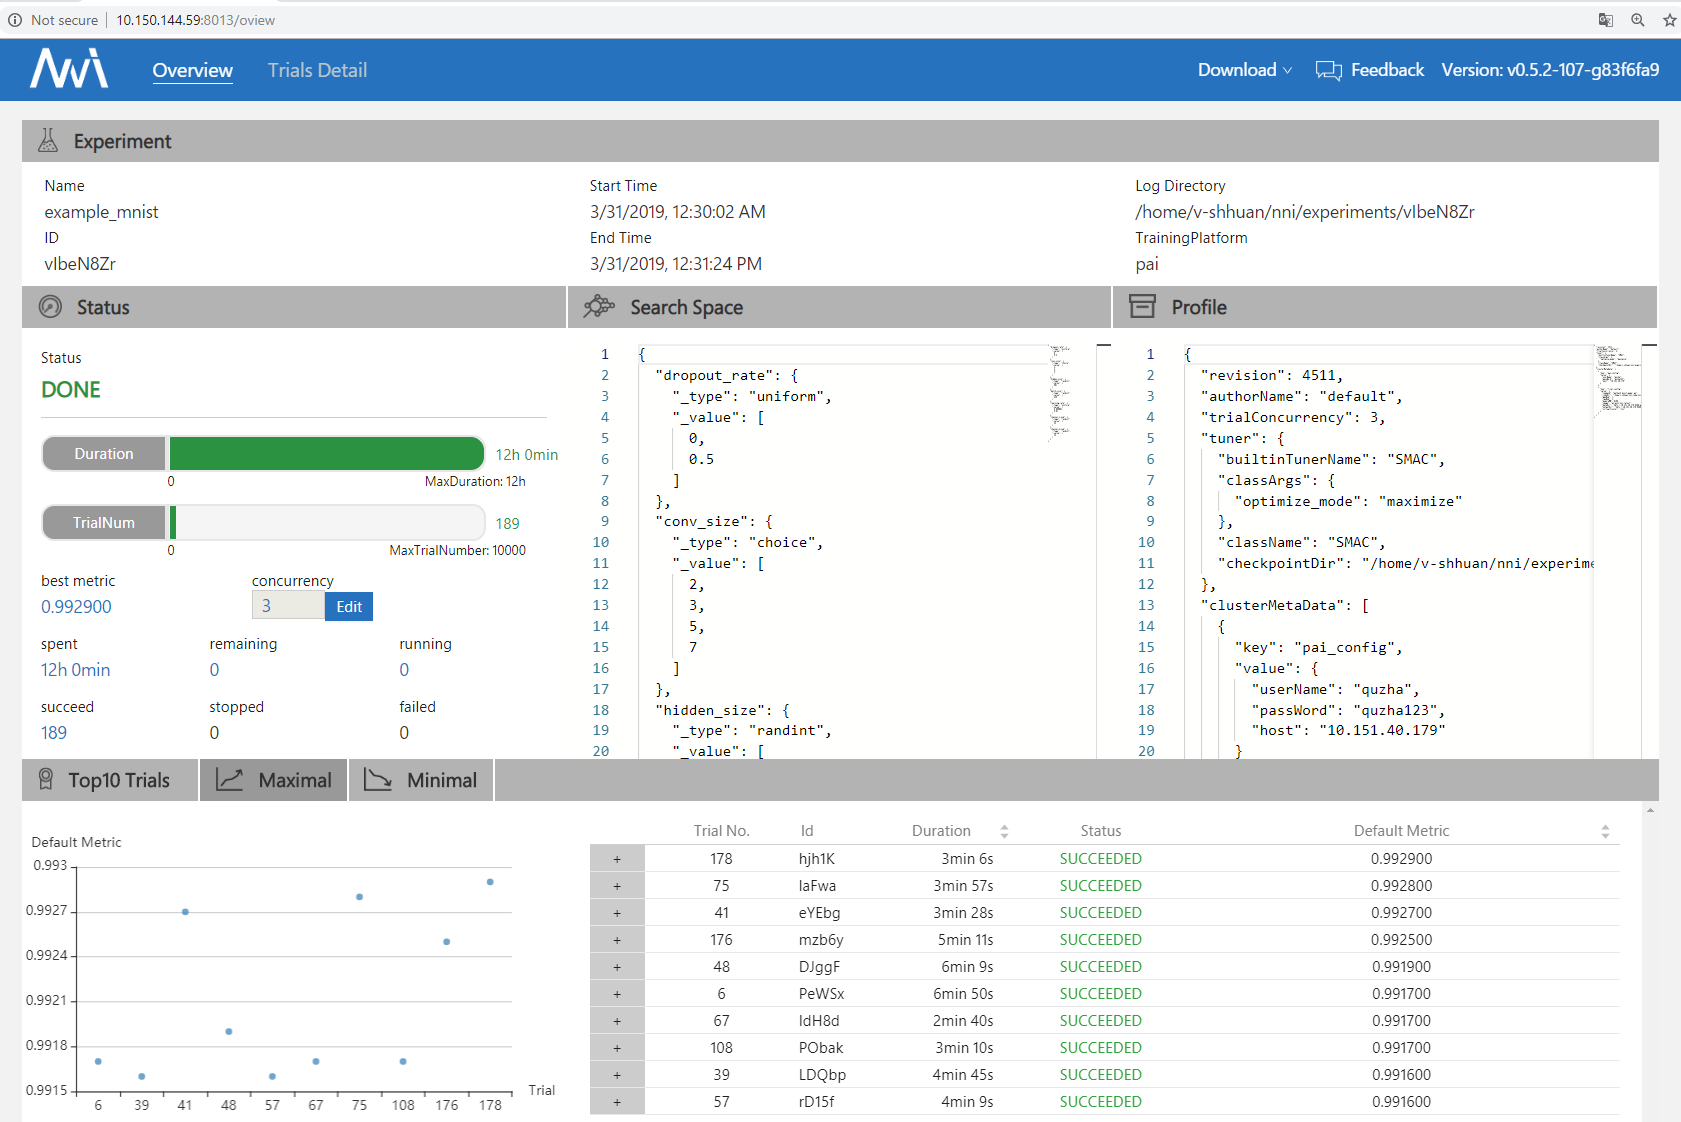 Not secure | 10.150.144.59:8013/oview
NNI Overview Trials Detail Download Feedback Version: v0.5.2-107-g83f6fa9
Experiment
Name Start Time Log Directory
example_mnist 3/31/2019, 12:30:02 AM /home/v-shhuan/nni/experiments/vIbeN8Zr
ID End Time TrainingPlatform
vIbeN8Zr 3/31/2019, 12:31:24 PM pai
Status
Status
DONE
Duration 12h 0min
0 MaxDuration: 12h
TrialNum 189
0 MaxTrialNumber: 10000
best metric concurrency
0.992900 3 Edit
spent remaining running
12h 0min 0 0
succeed stopped failed
189 0 0
Search Space
1 {
2 "dropout_rate": {
3 "_type": "uniform",
4 "_value": [
5 0,
6 0.5
7 ]
8 },
9 "conv_size": {
10 "_type": "choice",
11 "_value": [
12 2,
13 3,
14 5,
15 7
16 ]
17 },
18 "hidden_size": {
19 "_type": "randint",
20 "_value": [
Profile
1 {
2 "revision": 4511,
3 "authorName": "default",
4 "trialConcurrency": 3,
5 "tuner": {
6 "builtinTunerName": "SMAC",
7 "classArgs": {
8 "optimize_mode": "maximize"
9 },
10 "className": "SMAC",
11 "checkpointDir": "/home/v-shhuan/nni/experime
12 },
13 "clusterMetaData": [
14 {
15 "key": "pai_config",
16 "value": {
17 "userName": "quzha",
18 "passWord": "quzha123",
19 "host": "10.151.40.179"
20 }
Top10 Trials Maximal Minimal
Default Metric
0.993
0.9927
0.9924
0.9921
0.9918
0.9915
6 39 41 48 57 67 75 108 176 178
Trial
Trial No. Id Duration Status Default Metric
+ 178 hjh1K 3min 6s SUCCEEDED 0.992900
+ 75 IaFwa 3min 57s SUCCEEDED 0.992800
+ 41 eYEbg 3min 28s SUCCEEDED 0.992700
+ 176 mzb6y 5min 11s SUCCEEDED 0.992500
+ 48 DJggF 6min 9s SUCCEEDED 0.991900
+ 6 PeWSx 6min 50s SUCCEEDED 0.991700
+ 67 IdH8d 2min 40s SUCCEEDED 0.991700
+ 108 PObak 3min 10s SUCCEEDED 0.991700
+ 39 LDQbp 4min 45s SUCCEEDED 0.991600
+ 57 rD15f 4min 9s SUCCEEDED 0.991600